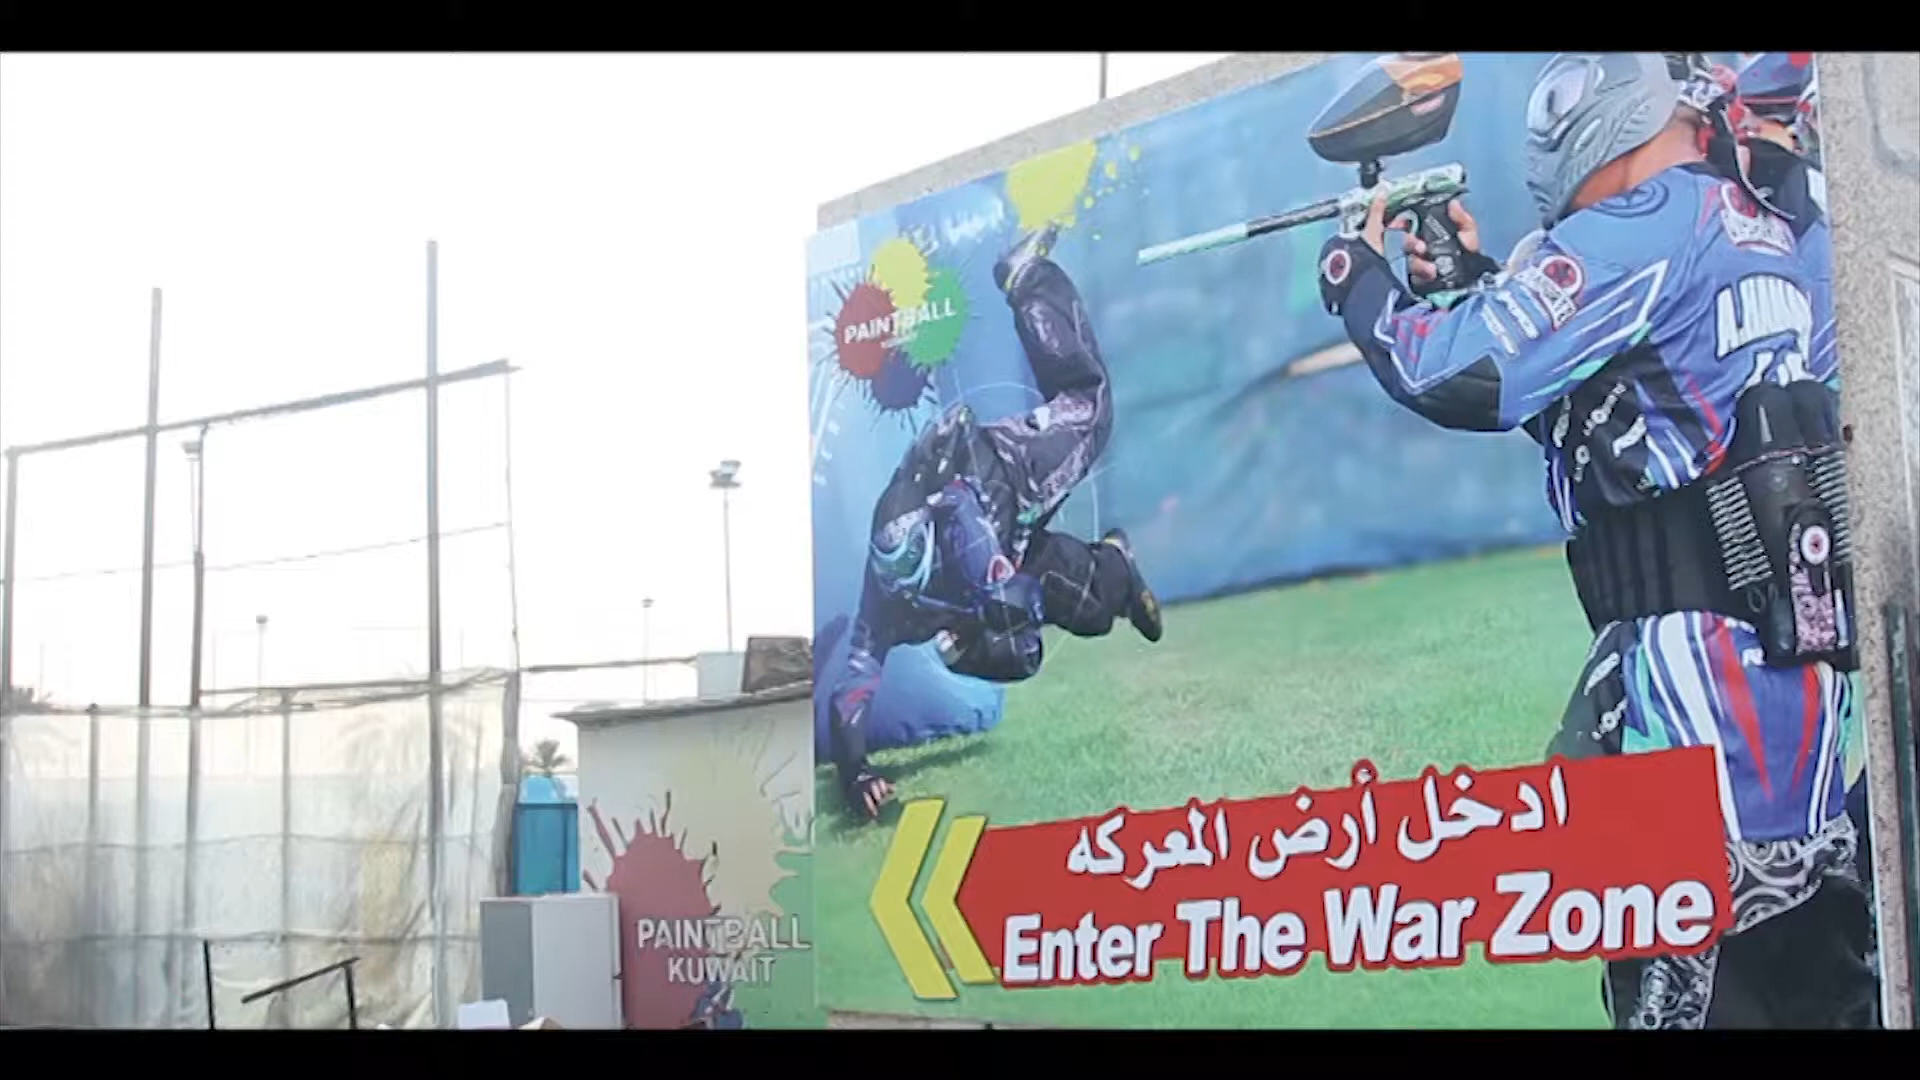 PAINTBALL
ادخل أرض المعركه
Enter The War Zone
PAINTBALL
KUWAIT